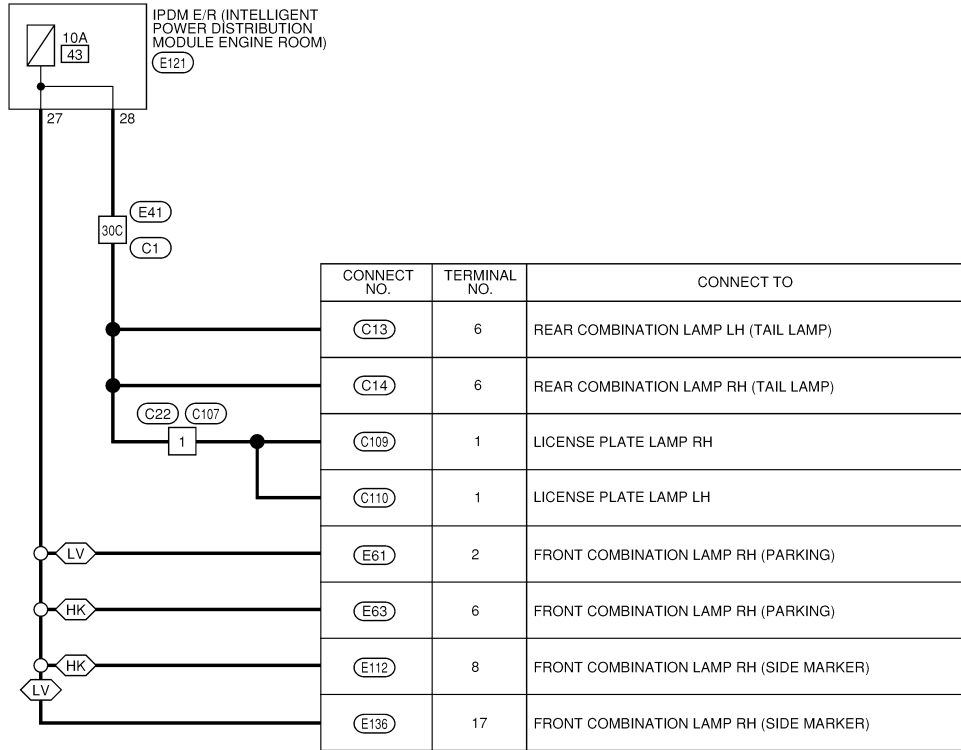 IPDM E/R (INTELLIGENT
POWER DISTRIBUTION
MODULE ENGINE ROOM)
E121
10A
43
27
28
E41
30C
C1
CONNECT
NO.
TERMINAL
NO.
CONNECT TO
C13 6 REAR COMBINATION LAMP LH (TAIL LAMP)
C14 6 REAR COMBINATION LAMP RH (TAIL LAMP)
C22 C107
1
C109 1 LICENSE PLATE LAMP RH
C110 1 LICENSE PLATE LAMP LH
LV
E61 2 FRONT COMBINATION LAMP RH (PARKING)
HK
E63 6 FRONT COMBINATION LAMP RH (PARKING)
HK
E112 8 FRONT COMBINATION LAMP RH (SIDE MARKER)
LV
E136 17 FRONT COMBINATION LAMP RH (SIDE MARKER)